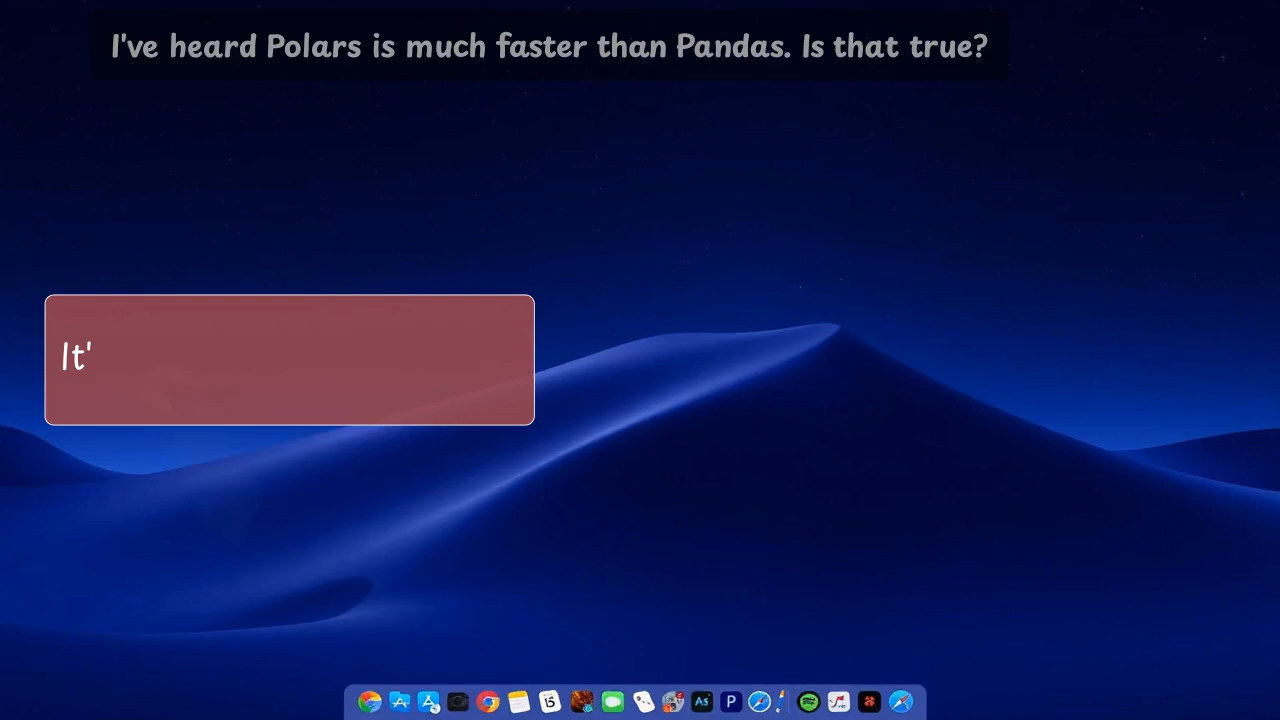 I've heard Polars is much faster than Pandas. Is that true?
It'